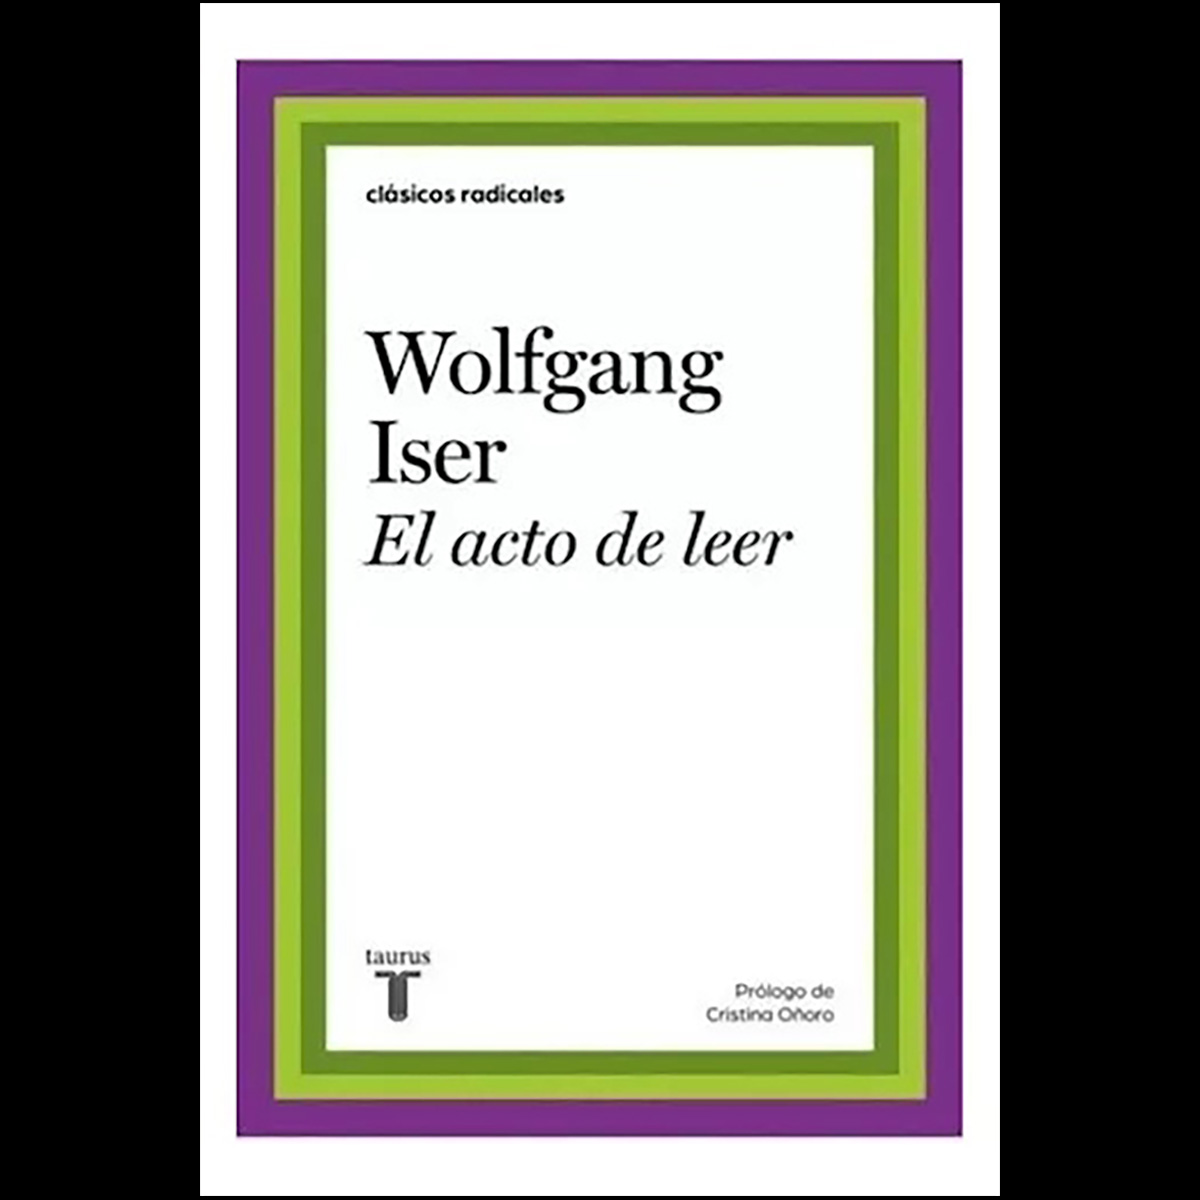 clásicos radicales
Wolfgang
Iser
El acto de leer
taurus
Prólogo de
Cristina Oñoro